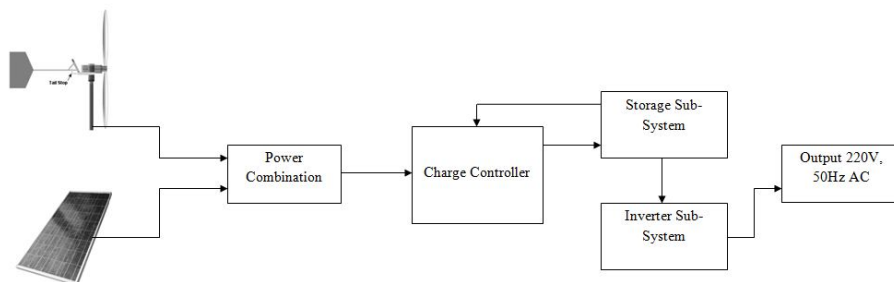 Tail Stop
Power
Combination
Charge Controller
Storage Sub-
System
Inverter Sub-
System
Output 220V,
50Hz AC